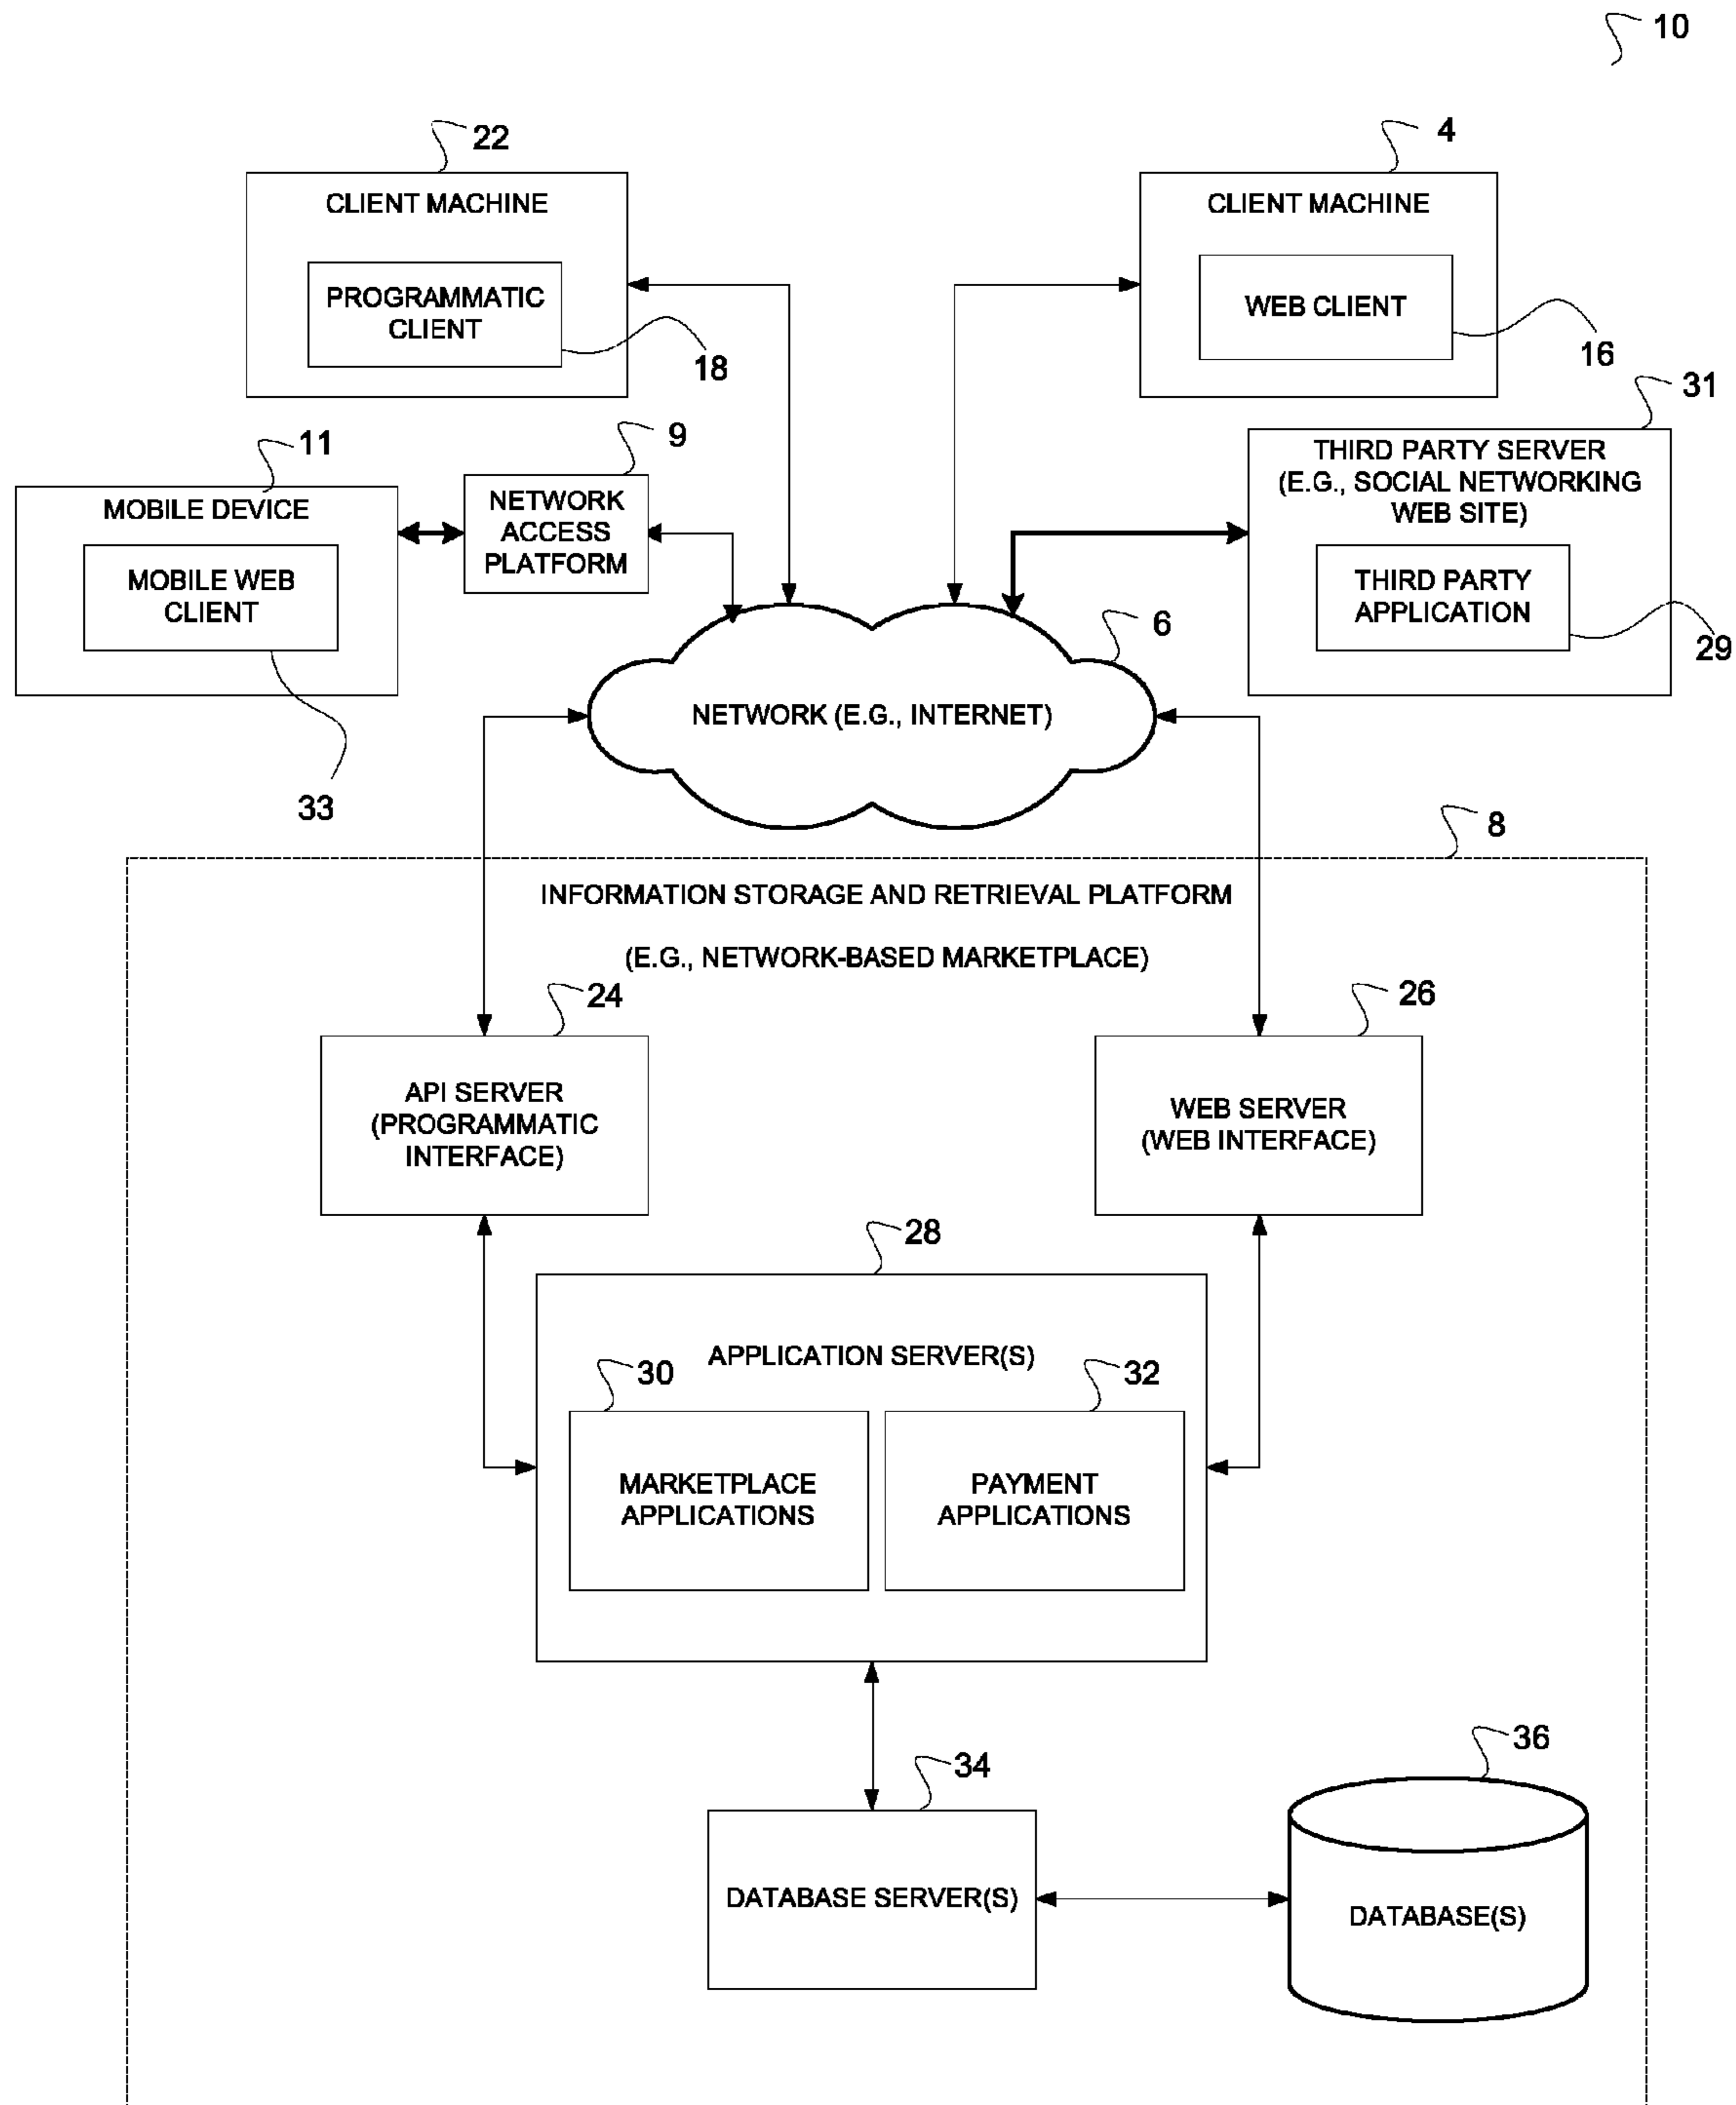 10
22
4
CLIENT MACHINE
PROGRAMMATIC
CLIENT
18
CLIENT MACHINE
WEB CLIENT
16
11
9
31
MOBILE DEVICE
MOBILE WEB
CLIENT
33
NETWORK
ACCESS
PLATFORM
THIRD PARTY SERVER
(E.G., SOCIAL NETWORKING
WEB SITE)
THIRD PARTY
APPLICATION
29
6
NETWORK (E.G., INTERNET)
8
INFORMATION STORAGE AND RETRIEVAL PLATFORM
(E.G., NETWORK-BASED MARKETPLACE)
24
26
API SERVER
(PROGRAMMATIC
INTERFACE)
WEB SERVER
(WEB INTERFACE)
28
APPLICATION SERVER(S)
30
32
MARKETPLACE
APPLICATIONS
PAYMENT
APPLICATIONS
34
36
DATABASE SERVER(S)
DATABASE(S)